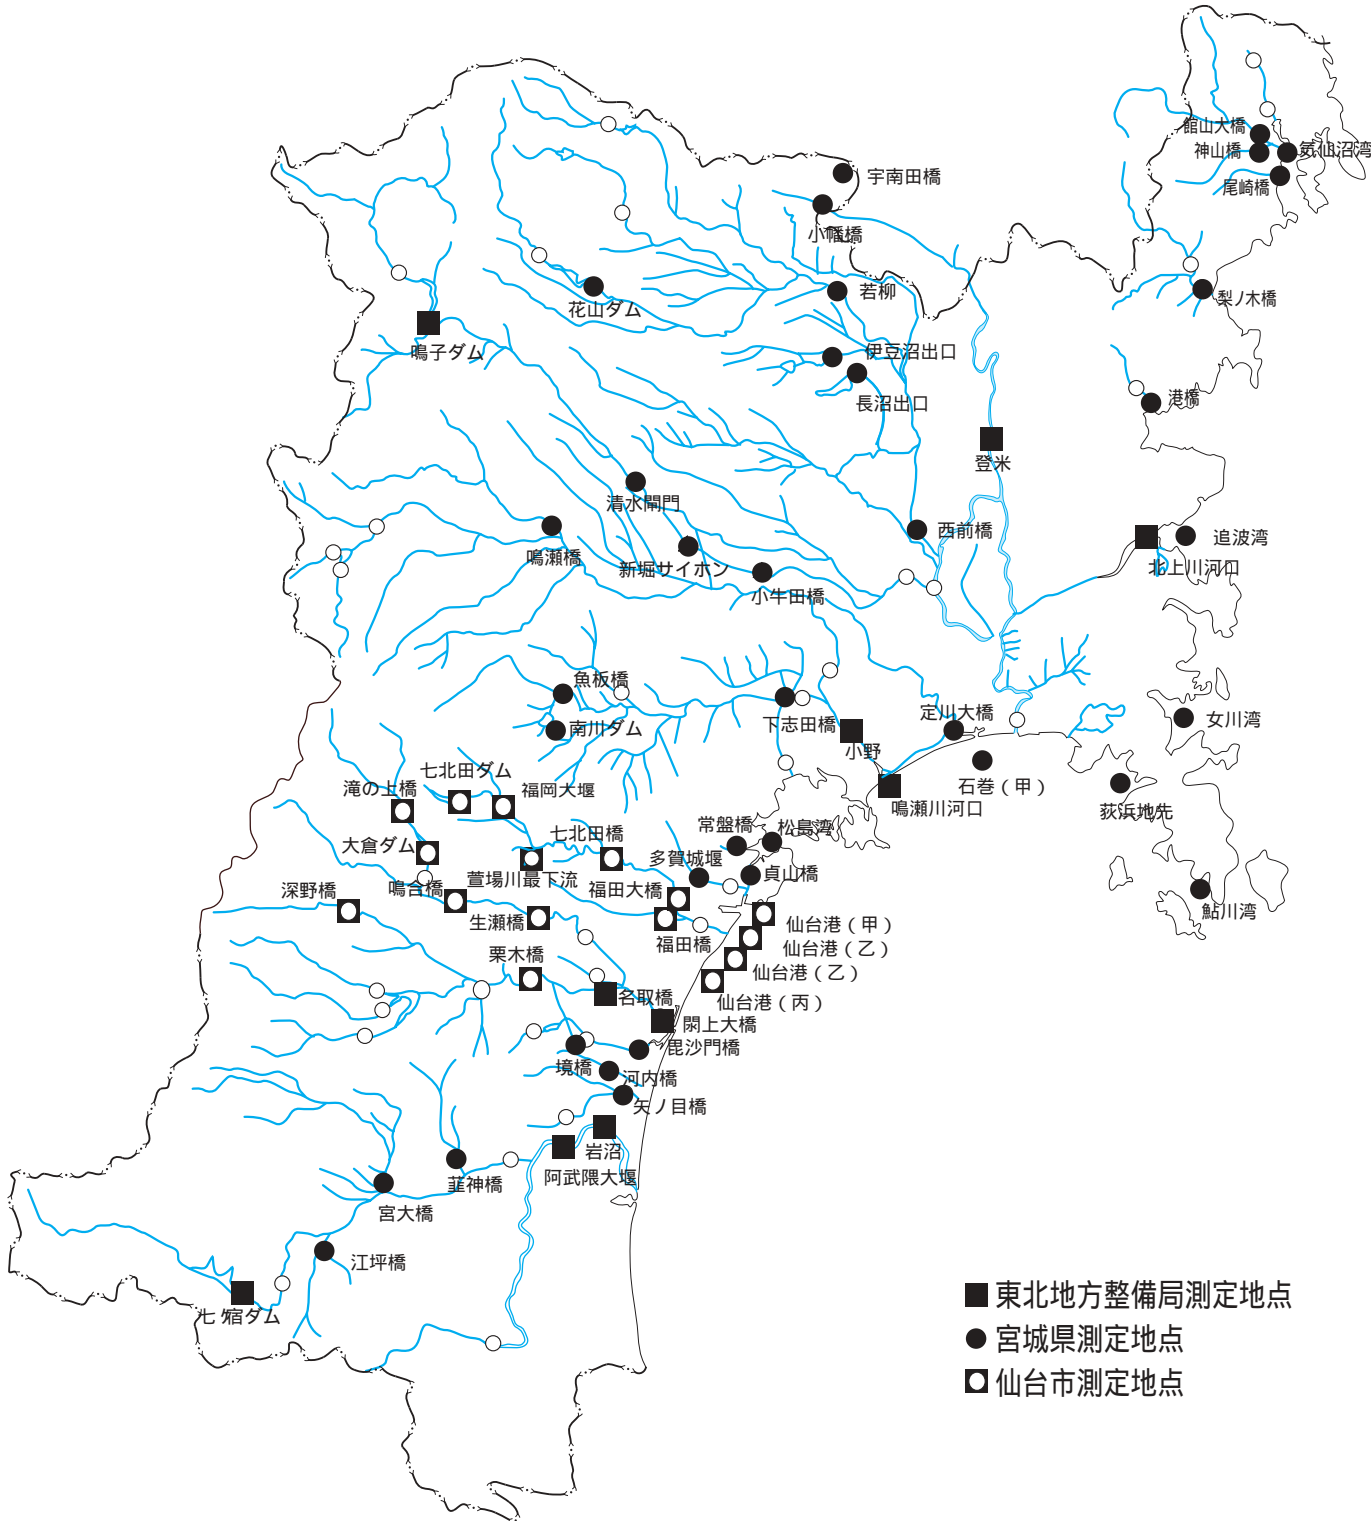 館山大橋
神山橋
気仙沼湾
尾崎橋
宇南田橋
小幡橋
若柳
花山ダム
梨ノ木橋
鳴子ダム
伊豆沼出口
長沼出口
港橋
登米
清水閘門
鳴瀬橋
新堀サイホン
西前橋
追波湾
北上川河口
小牛田橋
魚板橋
南川ダム
下志田橋
定川大橋
女川湾
小野
石巻（甲）
鳴瀬川河口
荻浜地先
七北田ダム
滝の上橋
福岡大堰
七北田橋
常盤橋
松島湾
大倉ダム
多賀城堰
貞山橋
萱場川最下流
鳴合橋
深野橋
福田大橋
鮎川湾
生瀬橋
福田橋
仙台港（甲）
仙台港（乙）
仙台港（乙）
仙台港（丙）
栗木橋
名取橋
閖上大橋
毘沙門橋
境橋
河内橋
矢ノ目橋
岩沼
阿武隈大堰
韮神橋
宮大橋
江坪橋
七ケ宿ダム
東北地方整備局測定地点
宮城県測定地点
仙台市測定地点